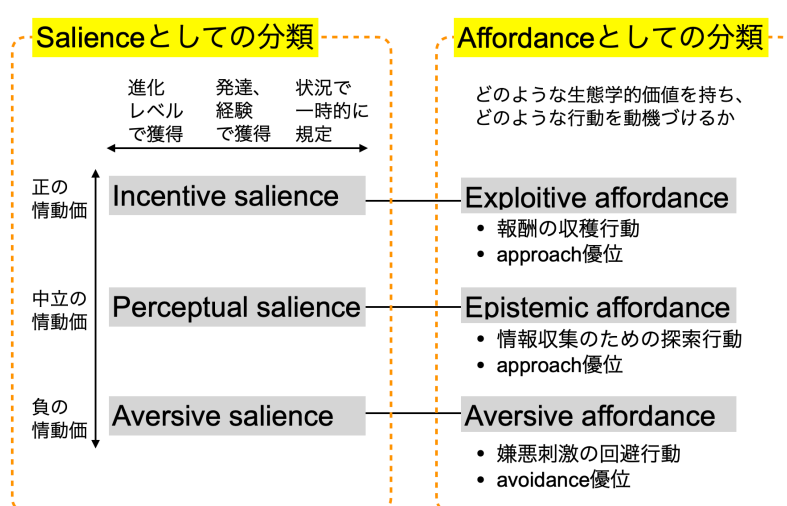 Salienceとしての分類
進化
レベル
で獲得
発達、
経験
で獲得
状況で
一時的に
規定
正の
情動価
Incentive salience
中立の
情動価
Perceptual salience
負の
情動価
Aversive salience
Affordanceとしての分類
どのような生態学的価値を持ち、
どのような行動を動機づけるか
Exploitive affordance
• 報酬の収穫行動
• approach優位
Epistemic affordance
• 情報収集のための探索行動
• approach優位
Aversive affordance
• 嫌悪刺激の回避行動
• avoidance優位